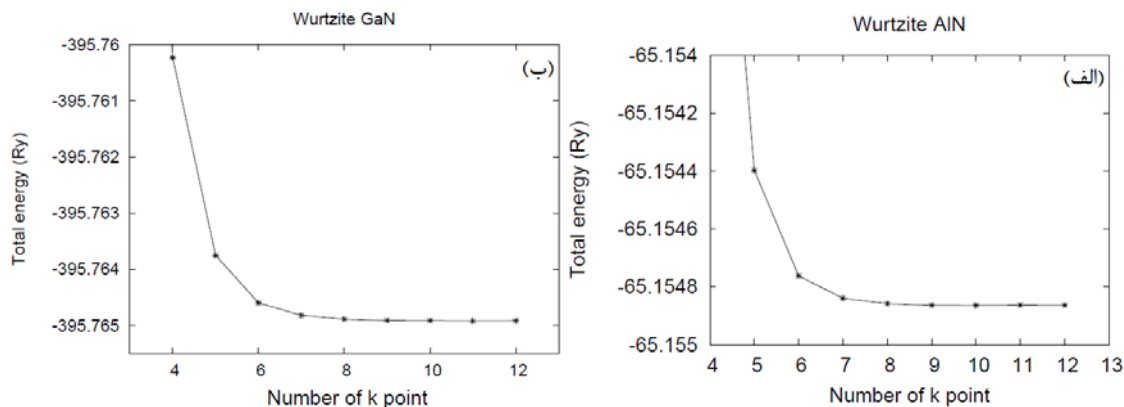 Wurtzite GaN
(ب)
Total energy (Ry)
-395.76
-395.761
-395.762
-395.763
-395.764
-395.765
4 6 8 10 12
Number of k point
Wurtzite AlN
(الف)
Total energy (Ry)
-65.154
-65.1542
-65.1544
-65.1546
-65.1548
-65.155
4 5 6 7 8 9 10 11 12 13
Number of k point